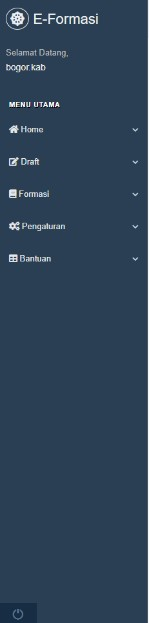 E-Formasi
Selamat Datang,
bogor.kab
MENU UTAMA
Home
Draft
Formasi
Pengaturan
Bantuan